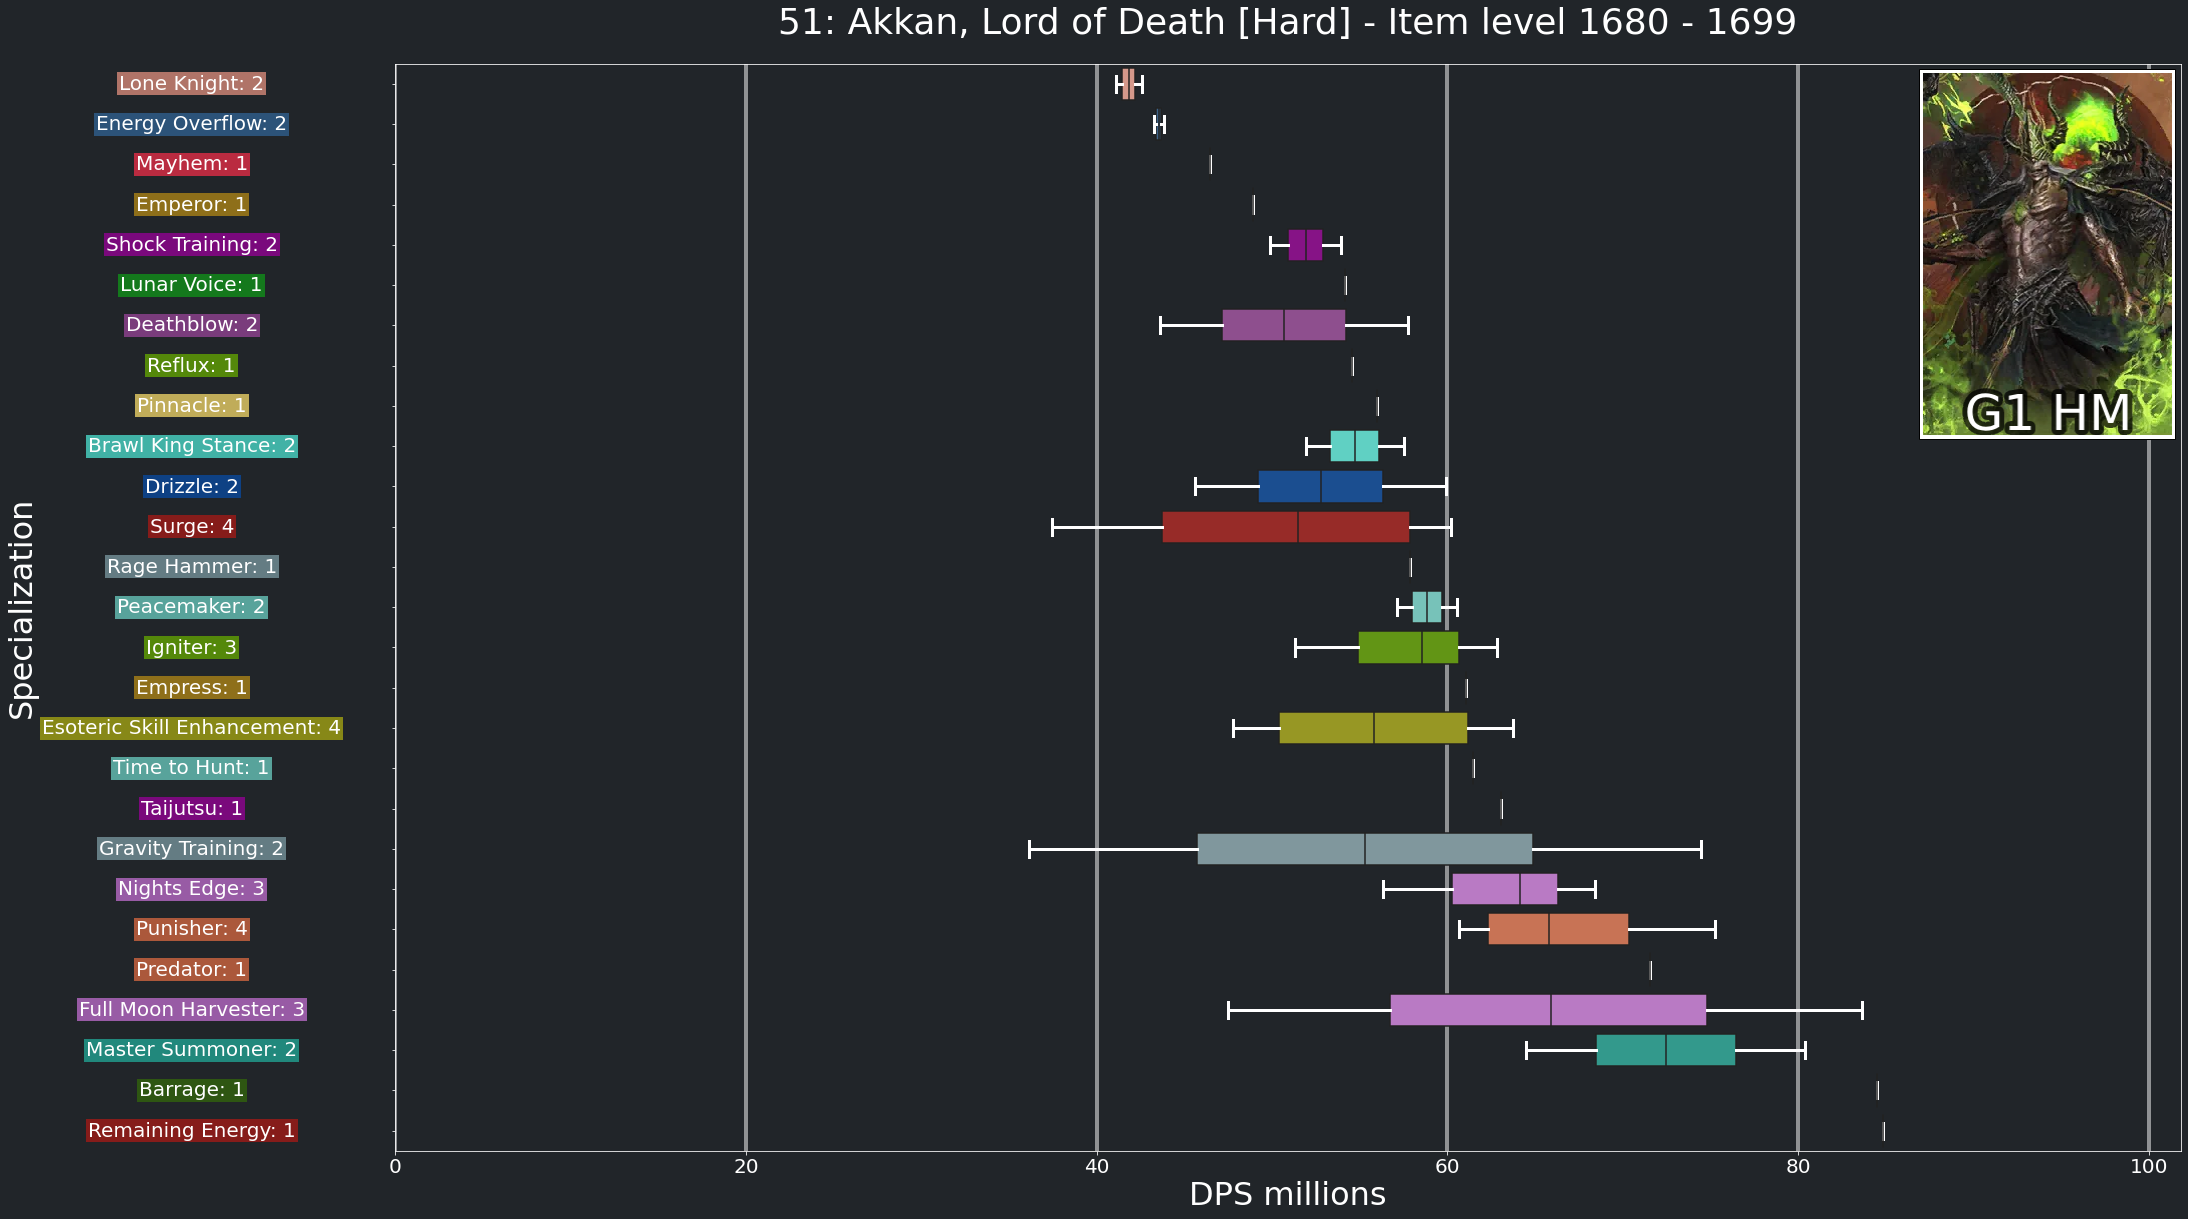 51: Akkan, Lord of Death [Hard] - Item level 1680 - 1699
Lone Knight: 2
Energy Overflow: 2
Mayhem: 1
Emperor: 1
Shock Training: 2
Lunar Voice: 1
Deathblow: 2
Reflux: 1
Pinnacle: 1
Brawl King Stance: 2
Drizzle: 2
Surge: 4
Rage Hammer: 1
Peacemaker: 2
Igniter: 3
Empress: 1
Esoteric Skill Enhancement: 4
Time to Hunt: 1
Taijutsu: 1
Gravity Training: 2
Nights Edge: 3
Punisher: 4
Predator: 1
Full Moon Harvester: 3
Master Summoner: 2
Barrage: 1
Remaining Energy: 1
Specialization
G1 HM
0 20 40 60 80 100
DPS millions